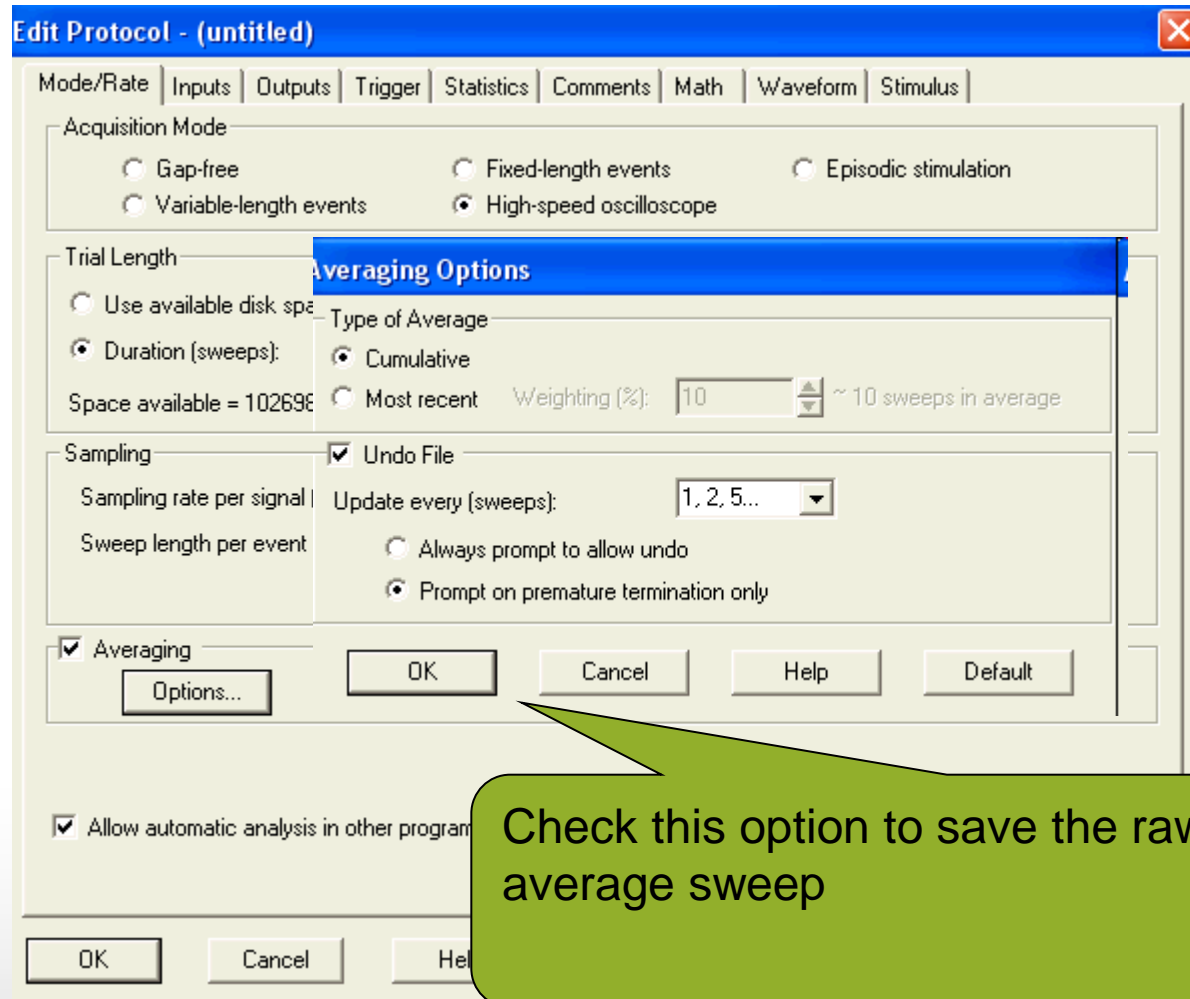 Edit Protocol - (untitled)
Mode/Rate Inputs Outputs Trigger Statistics Comments Math Waveform Stimulus
Acquisition Mode
Gap-free Fixed-length events Episodic stimulation
Variable-length events High-speed oscilloscope
Trial Length
Use available disk
Duration (sweeps):
Space available = 102698
Averaging Options
Type of Average
Cumulative
Most recent Weighting (%): 10 ~ 10 sweeps in average
Undo File
Update every (sweeps): 1, 2, 5...
Always prompt to allow undo
Prompt on premature termination only
OK Cancel Help Default
Sampling
Sampling rate per signal
Sweep length per event
Averaging
Options...
Allow automatic analysis in other
Check this option to save the
average sweep
OK Cancel